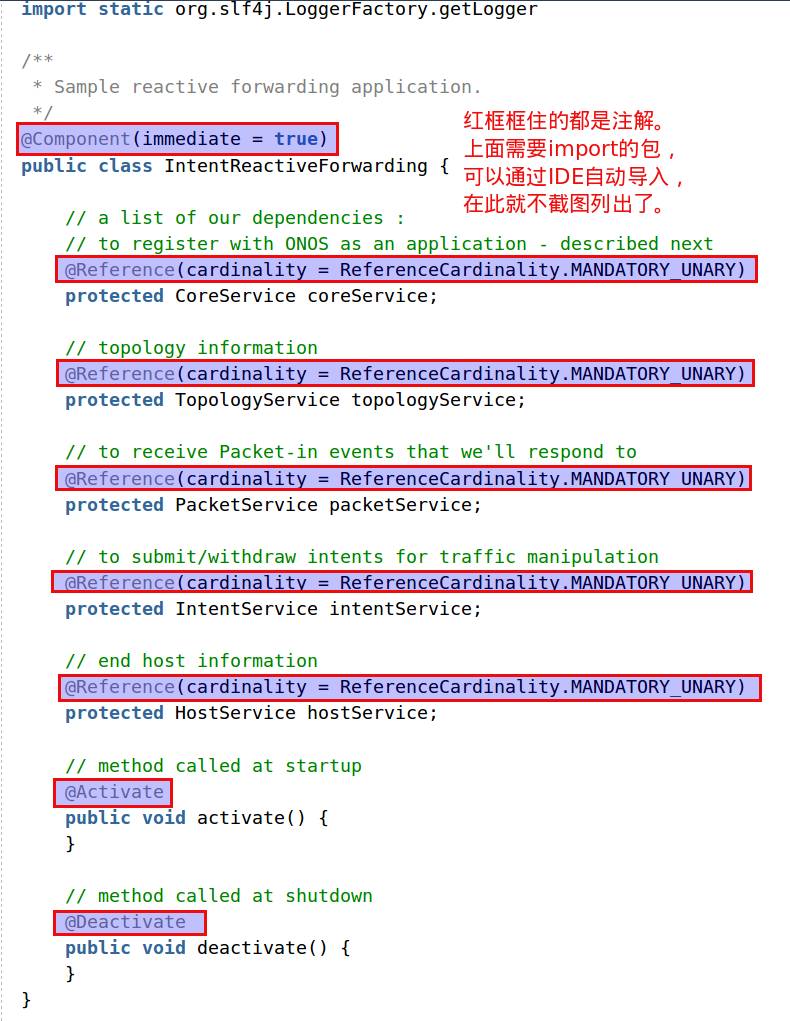 import static org.slf4j.LoggerFactory.getLogger
/**
 * Sample reactive forwarding application.
 */
@Component(immediate = true)
public class IntentReactiveForwarding {
红框框住的都是注解。
上面需要import的包，
可以通过IDE自动导入，
在此就不截图列出了。
    // a list of our dependencies :
    // to register with ONOS as an application - described next
    @Reference(cardinality = ReferenceCardinality.MANDATORY_UNARY)
    protected CoreService coreService;
    // topology information
    @Reference(cardinality = ReferenceCardinality.MANDATORY_UNARY)
    protected TopologyService topologyService;
    // to receive Packet-in events that we'll respond to
    @Reference(cardinality = ReferenceCardinality.MANDATORY_UNARY)
    protected PacketService packetService;
    // to submit/withdraw intents for traffic manipulation
    @Reference(cardinality = ReferenceCardinality.MANDATORY_UNARY)
    protected IntentService intentService;
    // end host information
    @Reference(cardinality = ReferenceCardinality.MANDATORY_UNARY)
    protected HostService hostService;
    // method called at startup
    @Activate
    public void activate() {
    }
    // method called at shutdown
    @Deactivate
    public void deactivate() {
    }
}